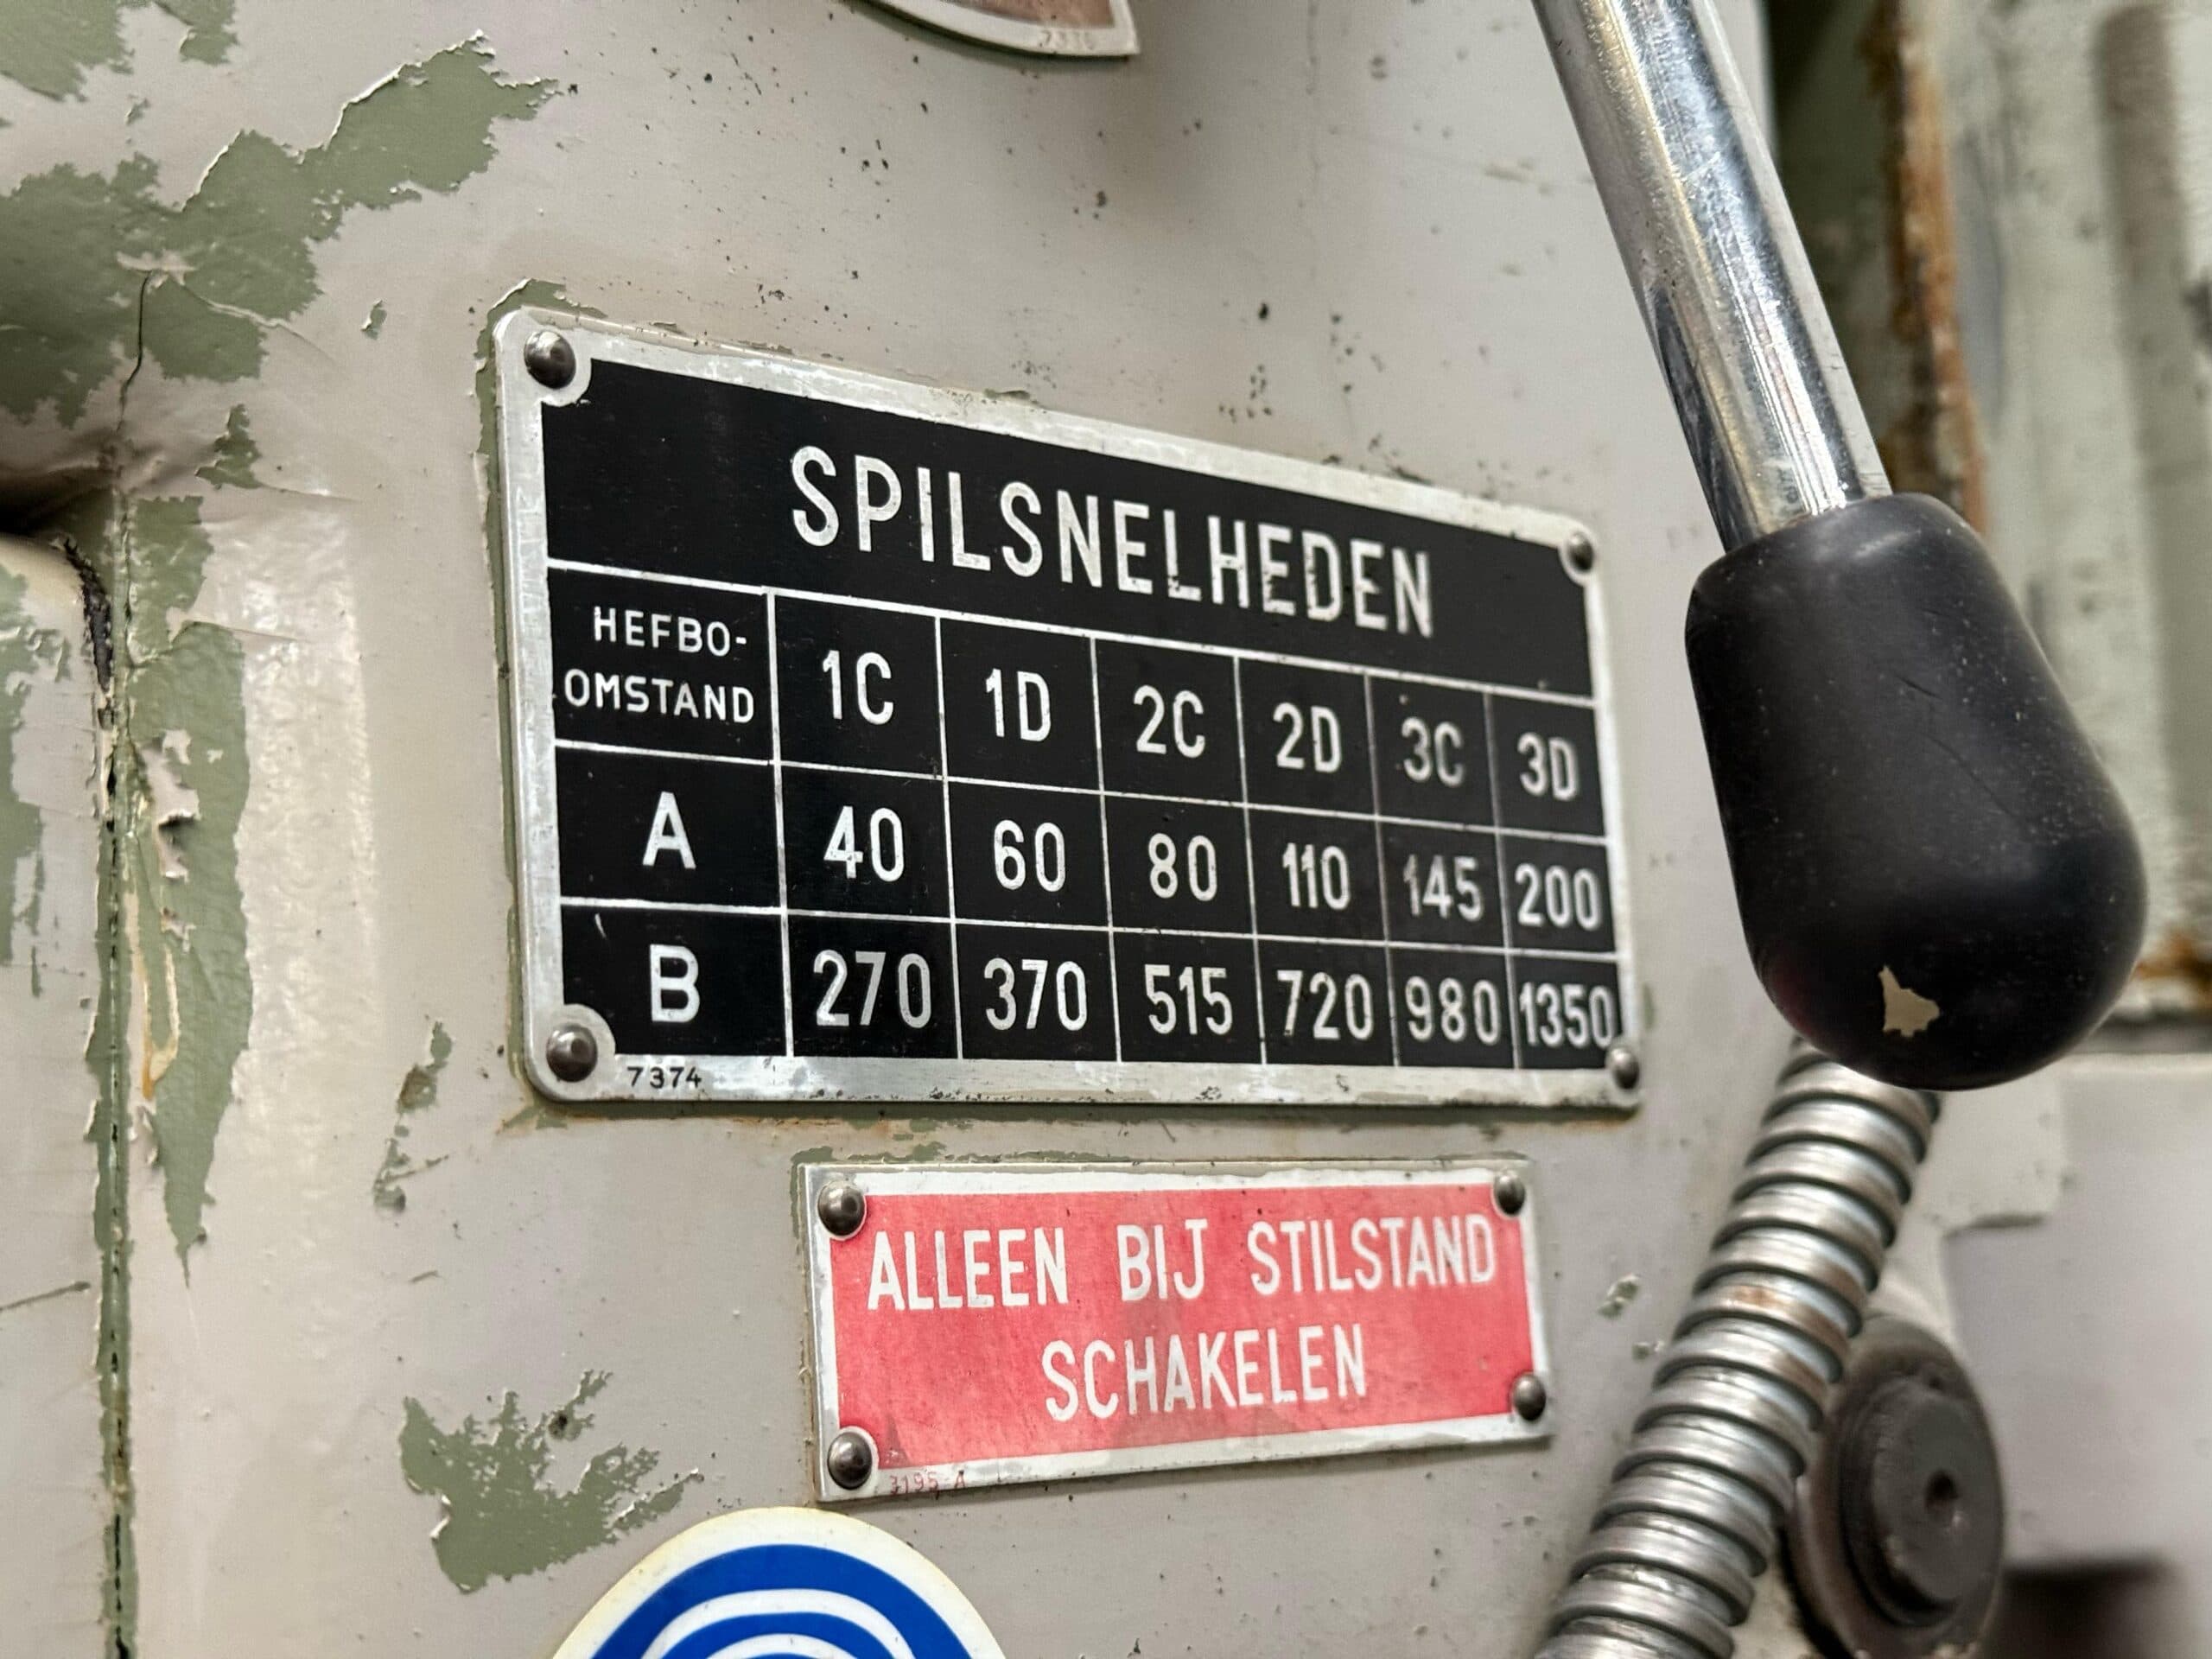 SPILSNELHEDEN
HEFBO-
OMSTAND 1C 1D 2C 2D 3C 3D
A 40 60 80 110 145 200
B 270 370 515 720 980 1350
7374
ALLEEN BIJ STILSTAND
SCHAKELEN
3195-A